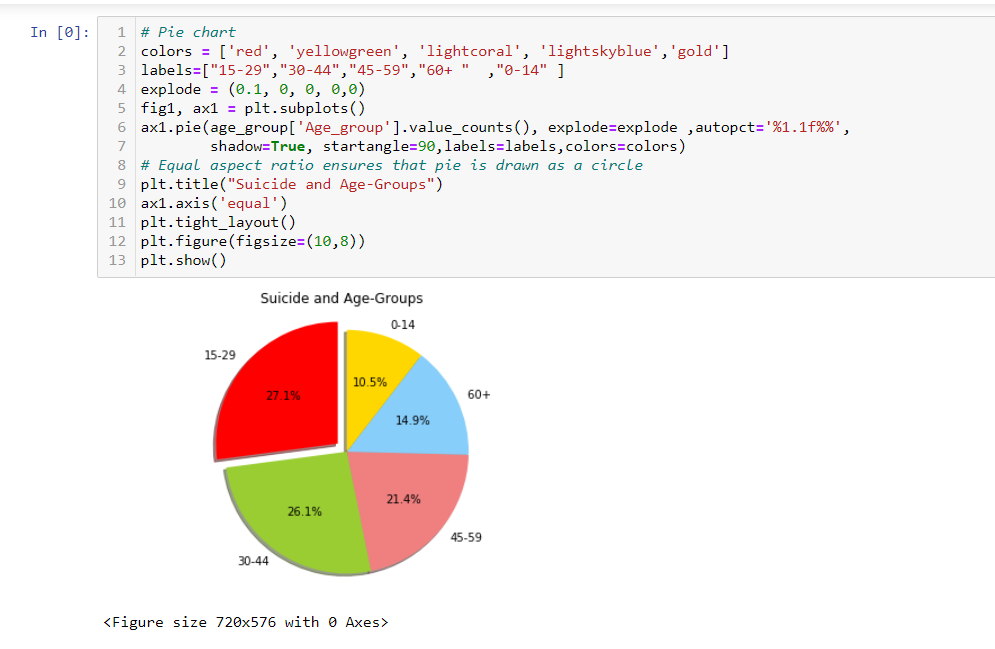 In [0]:
1 # Pie chart
2 colors = ['red', 'yellowgreen', 'lightcoral', 'lightskyblue','gold']
3 labels=["15-29","30-44","45-59","60+ "  ,"0-14" ]
4 explode = (0.1, 0, 0, 0,0)
5 fig1, ax1 = plt.subplots()
6 ax1.pie(age_group['Age_group'].value_counts(), explode=explode ,autopct='%1.1f%%',
7         shadow=True, startangle=90,labels=labels,colors=colors)
8 # Equal aspect ratio ensures that pie is drawn as a circle
9 plt.title("Suicide and Age-Groups")
10 ax1.axis('equal')
11 plt.tight_layout()
12 plt.figure(figsize=(10,8))
13 plt.show()
Suicide and Age-Groups
0-14
15-29
10.5%
27.1%
60+
14.9%
21.4%
26.1%
45-59
30-44
<Figure size 720x576 with 0 Axes>